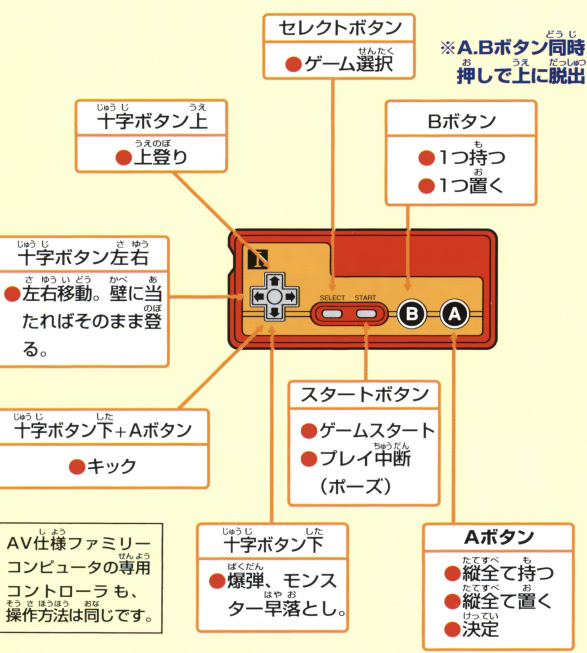 セレクトボタン
●ゲーム選択
※A.Bボタン同時
押しで上に脱出
十字ボタン上
●上登り
Bボタン
●1つ持つ
●1つ置く
十字ボタン左右
●左右移動。壁に当
たればそのまま登
る。
I
SELECT START
B A
十字ボタン下+Aボタン
●キック
スタートボタン
●ゲームスタート
●プレイ中断
(ポーズ)
AV仕様ファミリー
コンピュータの専用
コントローラも、
操作方法は同じです。
十字ボタン下
●爆弾、モンス
ター早落とし。
Aボタン
●縦全て持つ
●縦全て置く
●決定